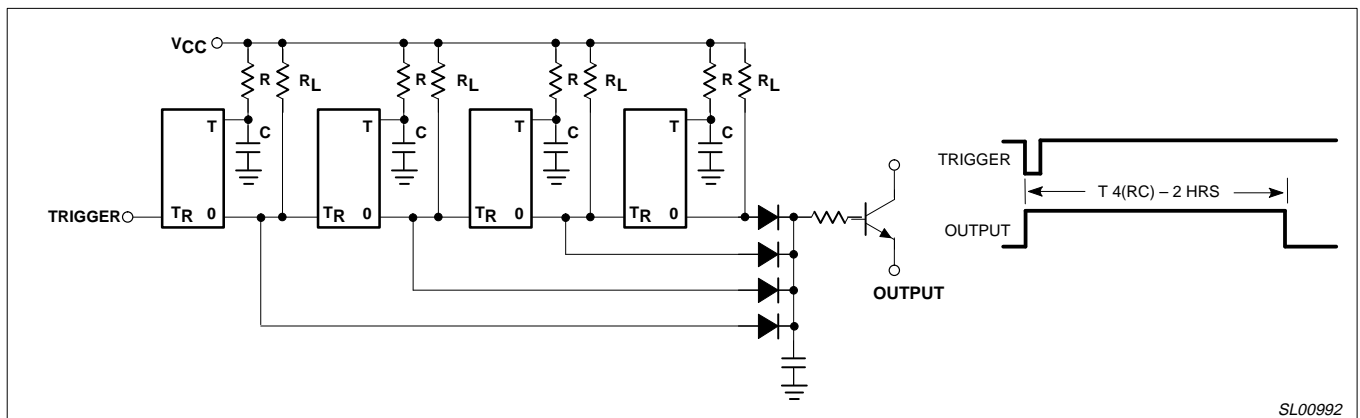 VCC
R RL R RL R RL R RL
T T T T
C C C C
TRIGGER TR 0 TR 0 TR 0 TR 0
OUTPUT
TRIGGER
T 4(RC) – 2 HRS
OUTPUT
SL00992